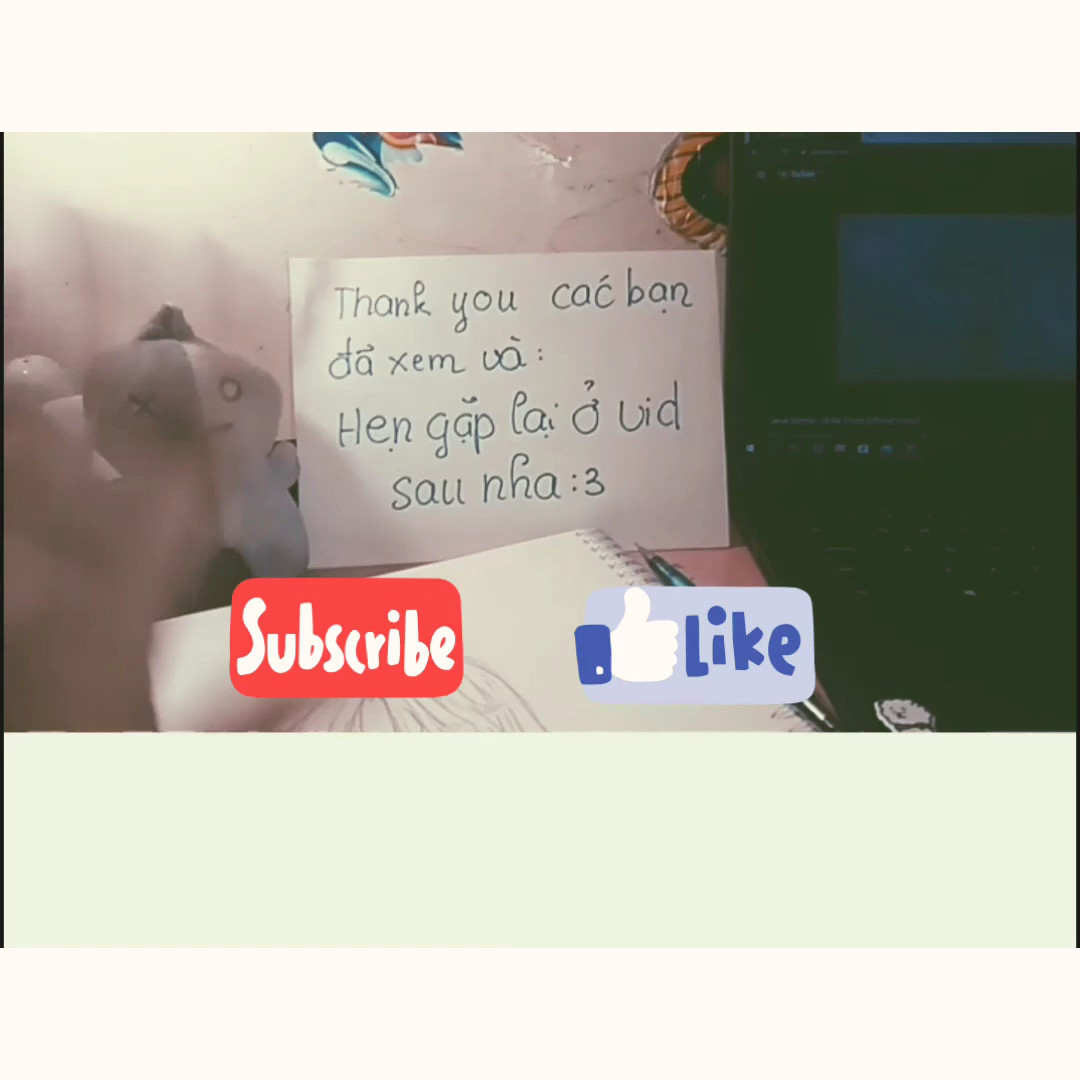 Thank you các bạn
đã xem và:
Hẹn gặp lại ở vid
sau nha :3
Subscribe
Like